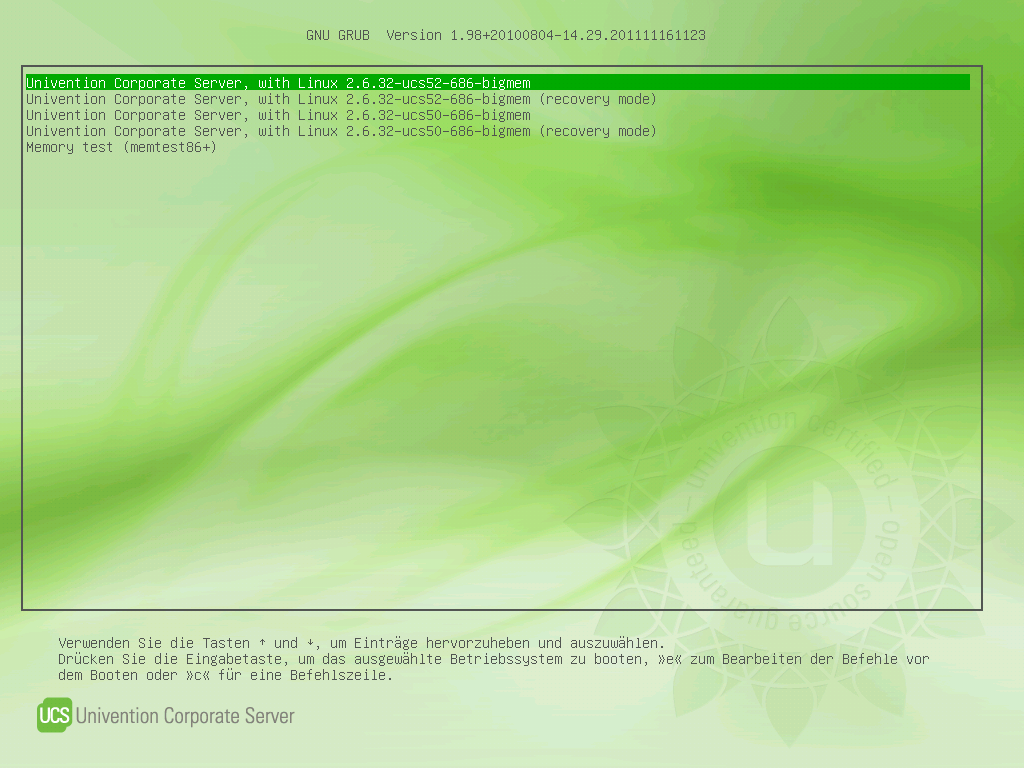 GNU GRUB  Version 1.98+20100804-14.29.201111161123
Univention Corporate Server, with Linux 2.6.32-ucs52-686-bigmem
Univention Corporate Server, with Linux 2.6.32-ucs52-686-bigmem (recovery mode)
Univention Corporate Server, with Linux 2.6.32-ucs50-686-bigmem
Univention Corporate Server, with Linux 2.6.32-ucs50-686-bigmem (recovery mode)
Memory test (memtest86+)
univention certified – open source guaranteed –
u
Verwenden Sie die Tasten ↑ und ↓, um Einträge hervorzuheben und auszuwählen.
Drücken Sie die Eingabetaste, um das ausgewählte Betriebssystem zu booten, »e« zum Bearbeiten der Befehle vor
dem Booten oder »c« für eine Befehlszeile.
UCS Univention Corporate Server